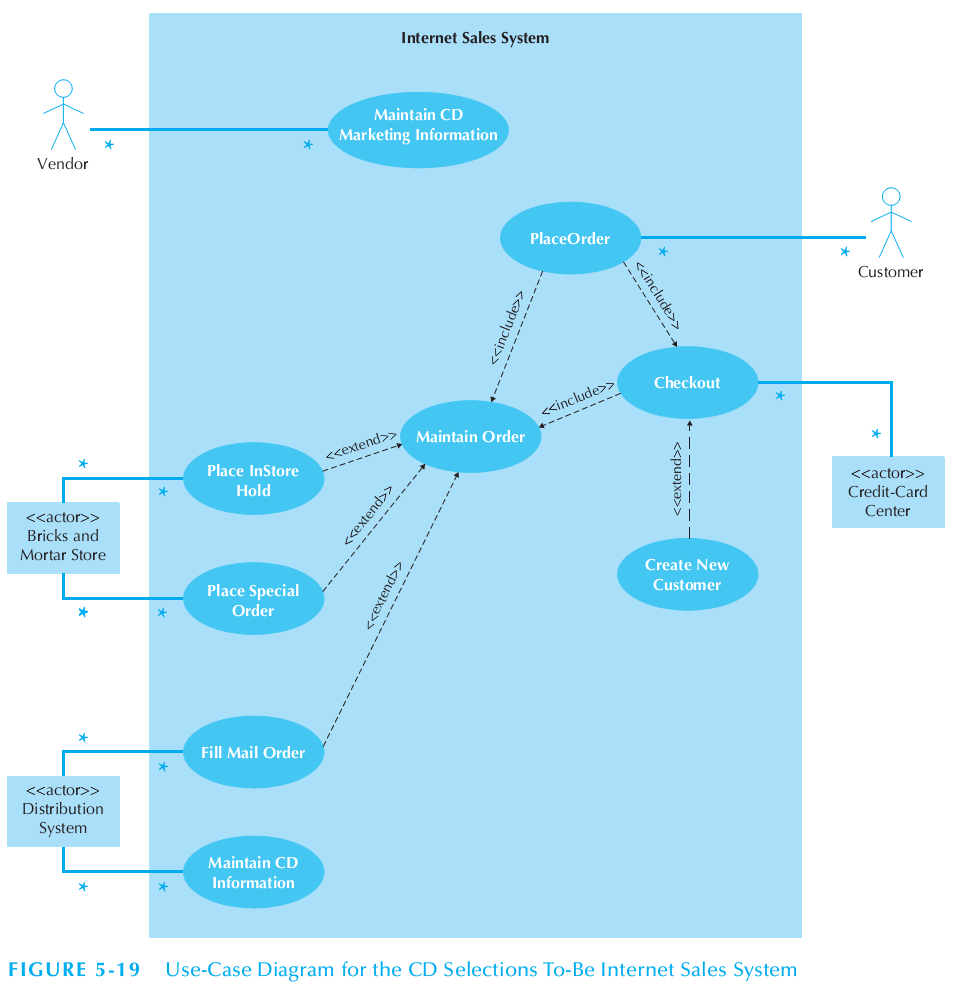 Internet Sales System
Maintain CD
Marketing Information
*
*
Vendor
PlaceOrder
*
*
Customer
<<include>>
<<include>>
Checkout
*
*
<<include>>
Maintain Order
<<extend>>
<<extend>>
<<actor>>
Credit-Card
Center
Place InStore
Hold
*
*
<<actor>>
Bricks and
Mortar Store
<<extend>>
Create New
Customer
Place Special
Order
*
*
<<extend>>
Fill Mail Order
*
*
<<actor>>
Distribution
System
Maintain CD
Information
*
*
FIGURE 5-19 Use-Case Diagram for the CD Selections To-Be Internet Sales System